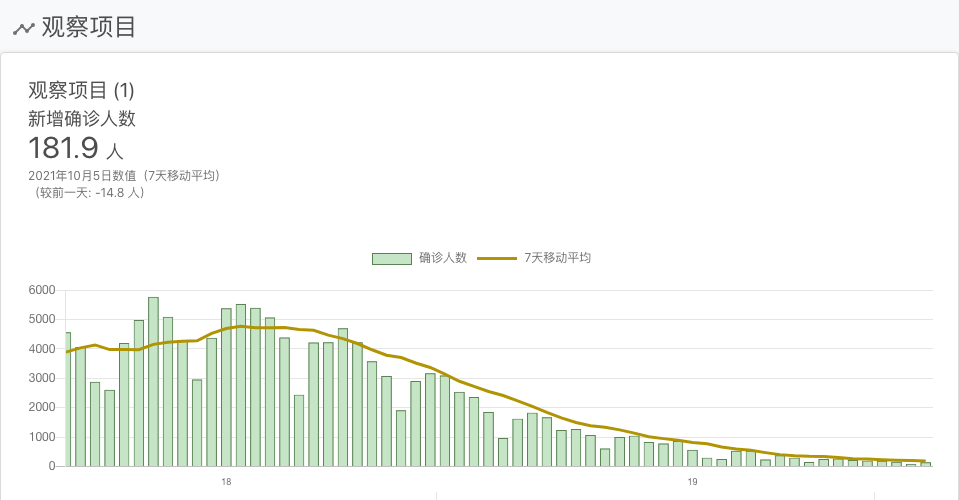 观察项目
观察项目 (1)
新增确诊人数
181.9 人
2021年10月5日数值（7天移动平均）
（较前一天: -14.8 人）
确诊人数 7天移动平均
6000
5000
4000
3000
2000
1000
0
18 19